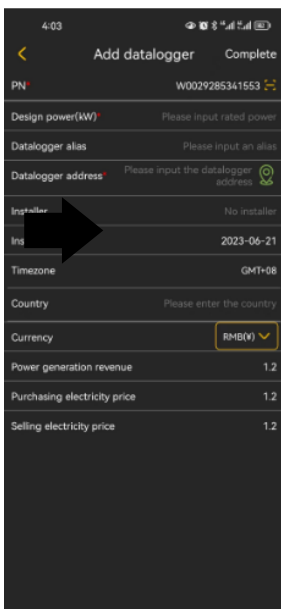 4:03
Add datalogger Complete
PN* W0029285341553
Design power(kW)* Please input rated power
Datalogger alias Please input an alias
Datalogger address* Please input the datalogger
address
Installer No installer
Ins 2023-06-21
Timezone GMT+08
Country Please enter the country
Currency RMB(¥)
Power generation revenue 1.2
Purchasing electricity price 1.2
Selling electricity price 1.2